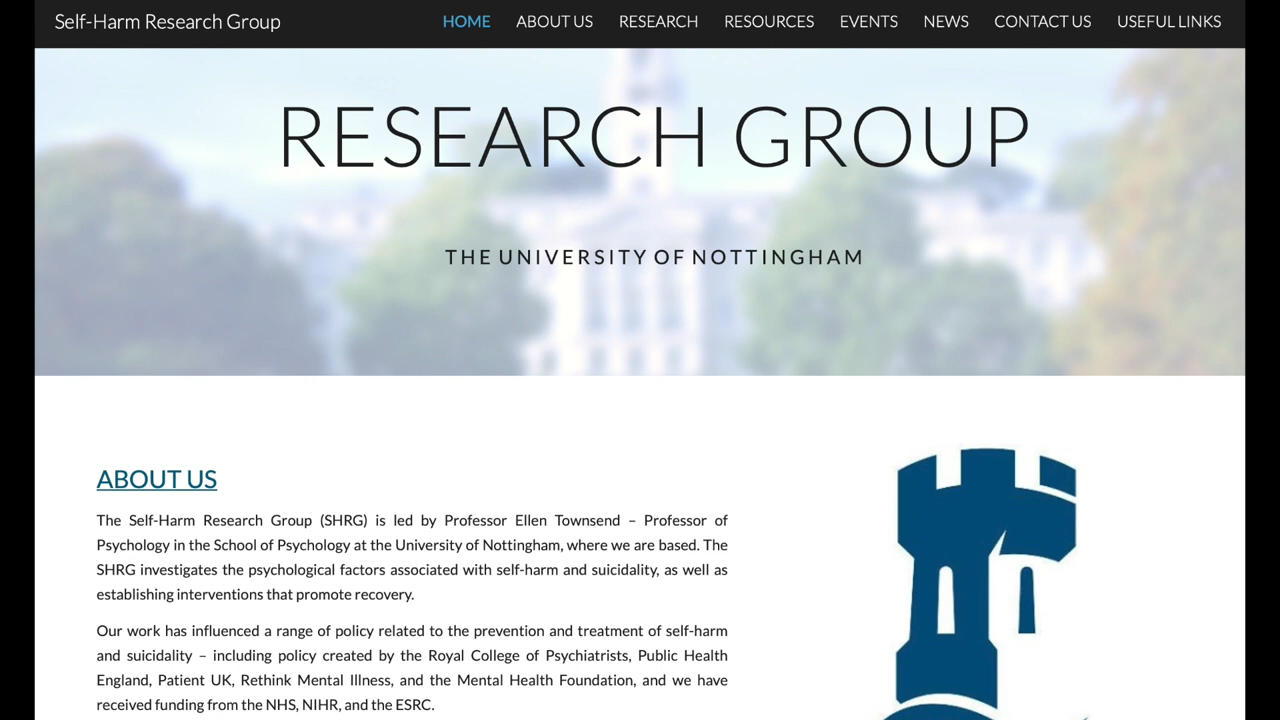 Self-Harm Research Group
HOME ABOUT US RESEARCH RESOURCES EVENTS NEWS CONTACT US USEFUL LINKS
RESEARCH GROUP
THE UNIVERSITY OF NOTTINGHAM
ABOUT US
The Self-Harm Research Group (SHRG) is led by Professor Ellen Townsend – Professor of
Psychology in the School of Psychology at the University of Nottingham, where we are based. The
SHRG investigates the psychological factors associated with self-harm and suicidality, as well as
establishing interventions that promote recovery.
Our work has influenced a range of policy related to the prevention and treatment of self-harm
and suicidality – including policy created by the Royal College of Psychiatrists, Public Health
England, Patient UK, Rethink Mental Illness, and the Mental Health Foundation, and we have
received funding from the NHS, NIHR, and the ESRC.